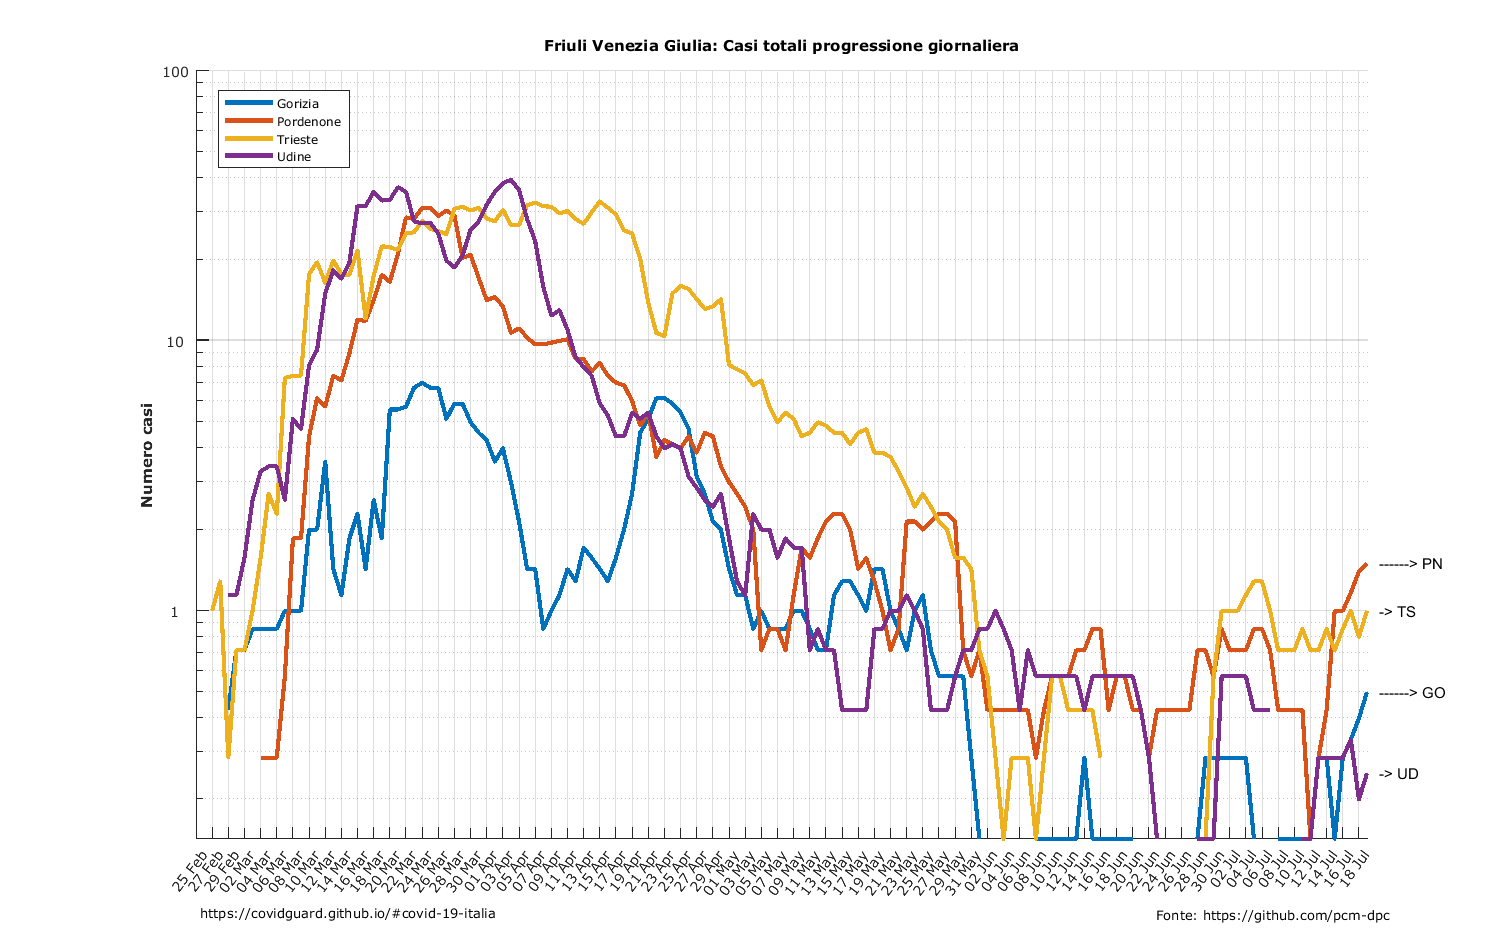 Friuli Venezia Giulia: Casi totali progressione giornaliera
100
10
1
Numero casi
Gorizia
Pordenone
Trieste
Udine
------> PN
-> TS
------> GO
-> UD
25 Feb
27 Feb
29 Feb
02 Mar
04 Mar
06 Mar
08 Mar
10 Mar
12 Mar
14 Mar
16 Mar
18 Mar
20 Mar
22 Mar
24 Mar
26 Mar
28 Mar
30 Mar
01 Apr
03 Apr
05 Apr
07 Apr
09 Apr
11 Apr
13 Apr
15 Apr
17 Apr
19 Apr
21 Apr
23 Apr
25 Apr
27 Apr
29 Apr
01 May
03 May
05 May
07 May
09 May
11 May
13 May
15 May
17 May
19 May
21 May
23 May
25 May
27 May
29 May
31 May
02 Jun
04 Jun
06 Jun
08 Jun
10 Jun
12 Jun
14 Jun
16 Jun
18 Jun
20 Jun
22 Jun
24 Jun
26 Jun
28 Jun
30 Jun
02 Jul
04 Jul
06 Jul
08 Jul
10 Jul
12 Jul
14 Jul
16 Jul
18 Jul
https://covidguard.github.io/#covid-19-italia
Fonte: https://github.com/pcm-dpc